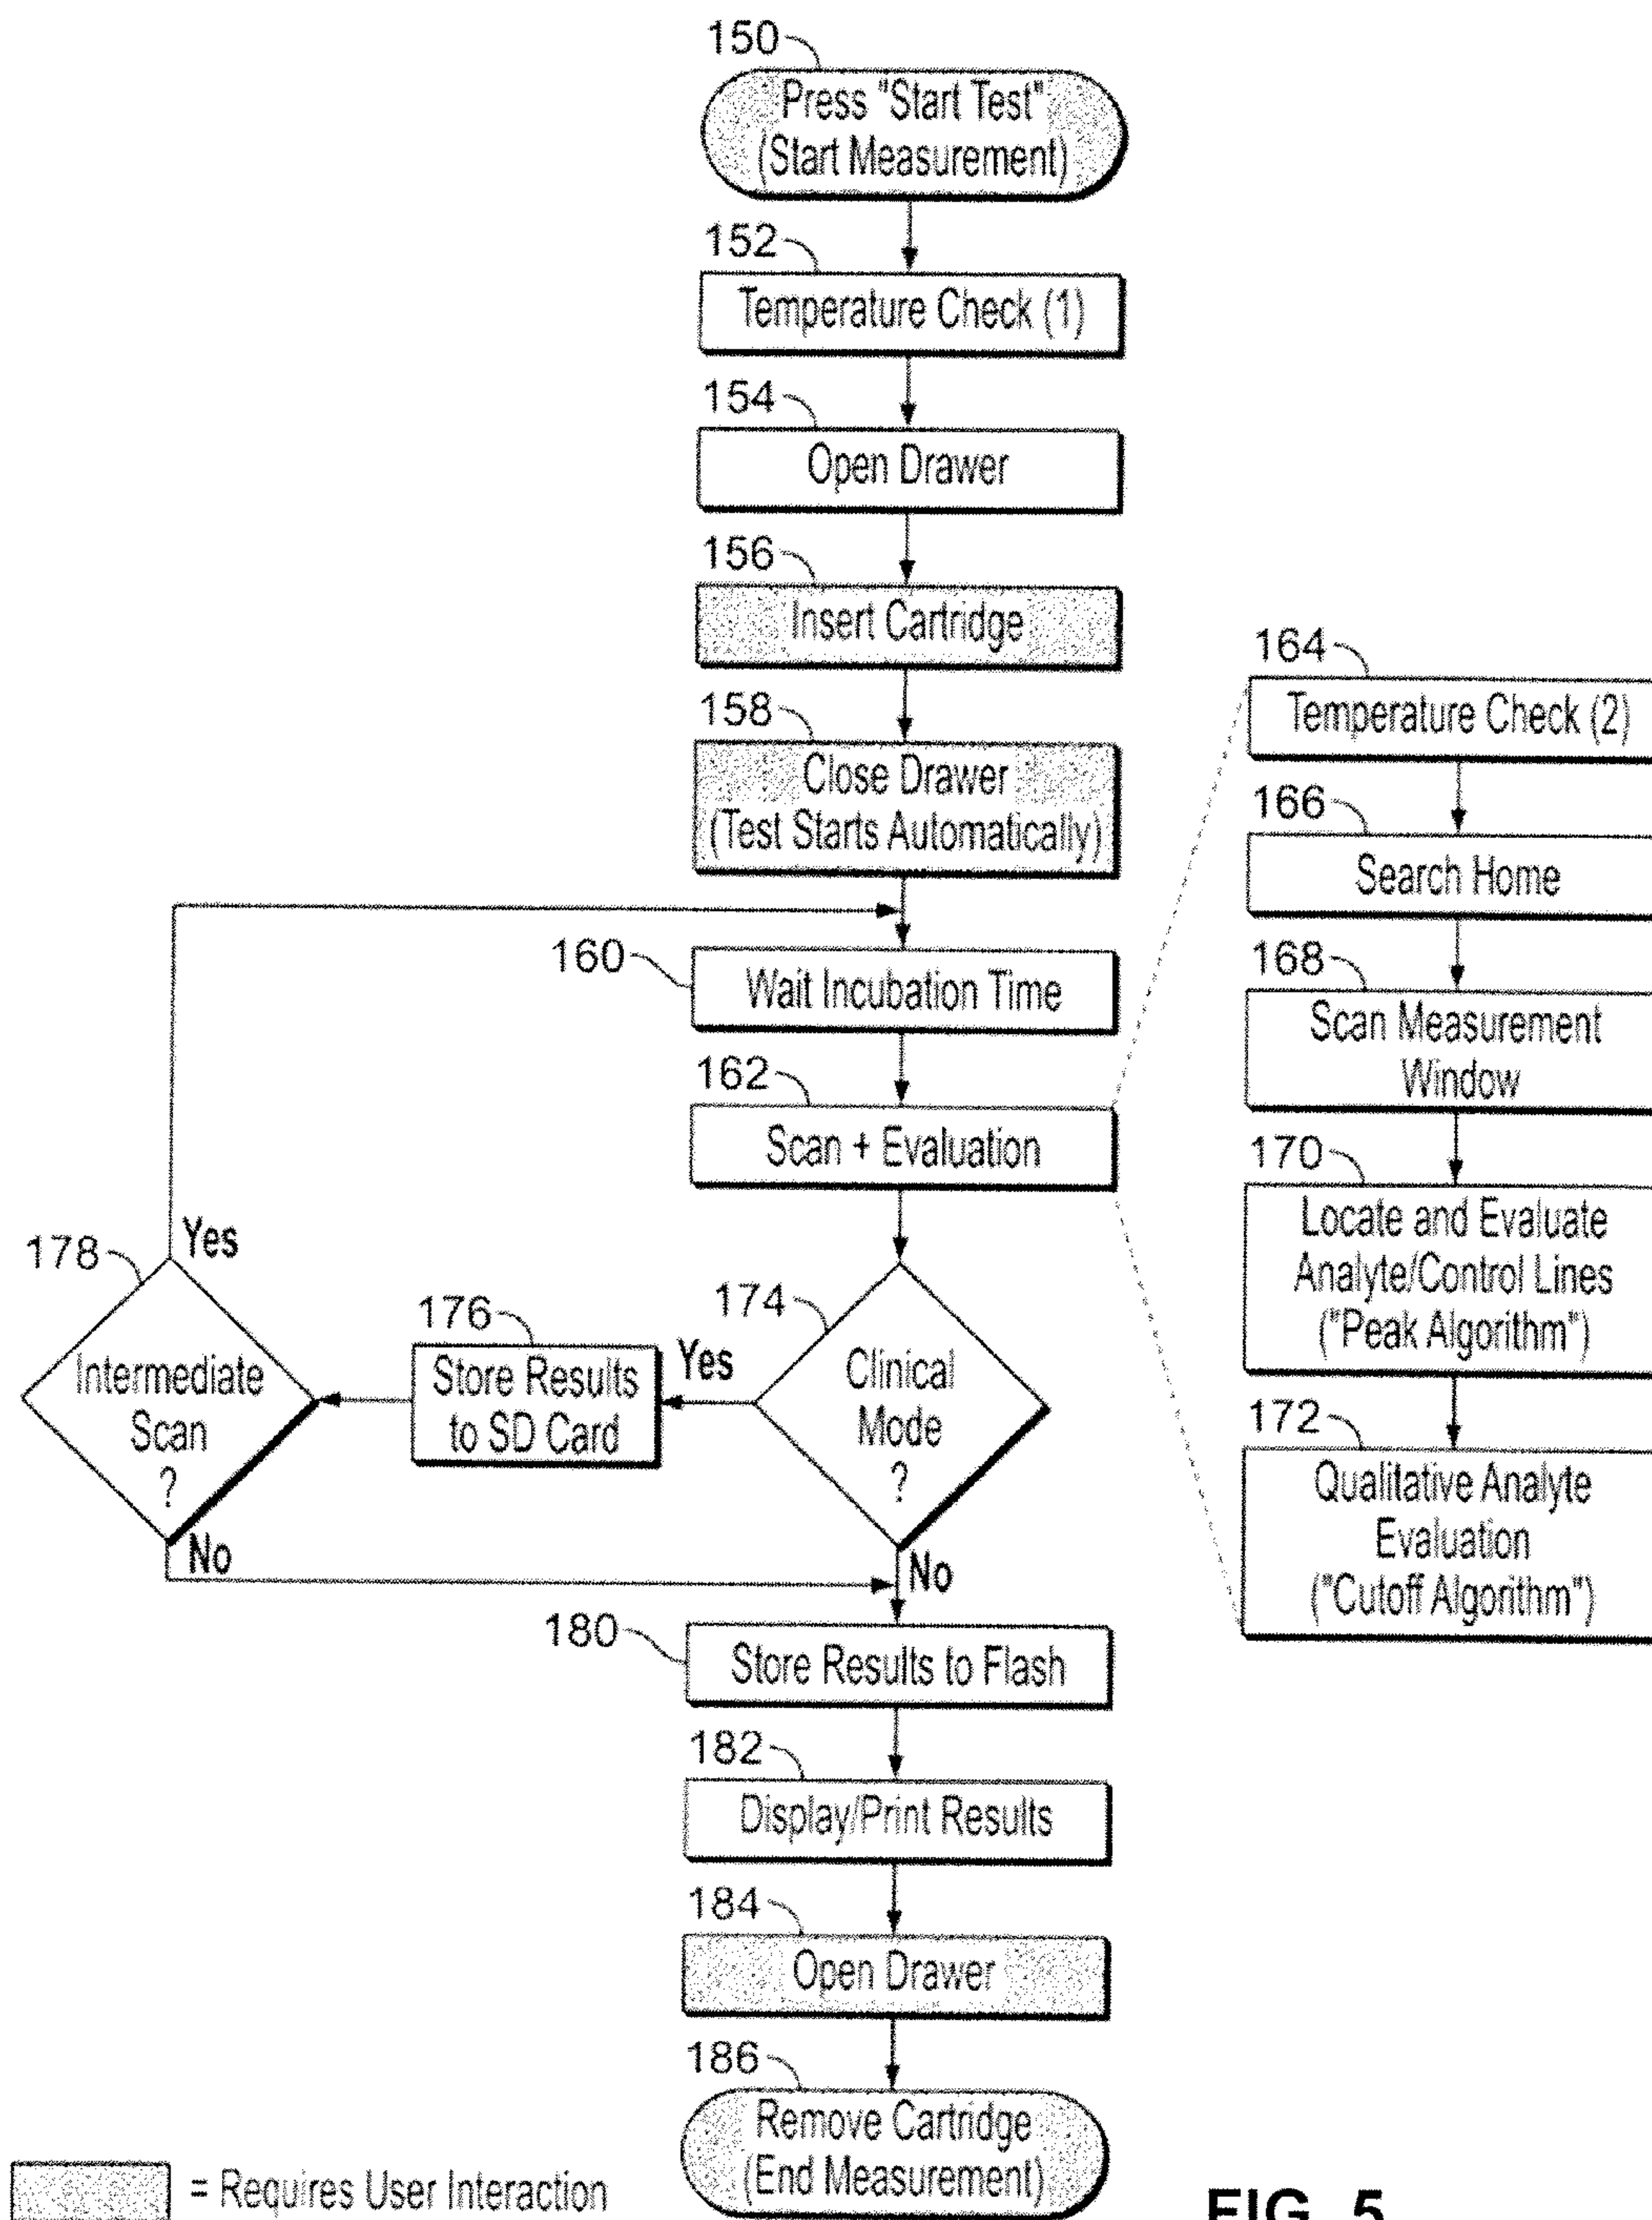 150
Press "Start Test"
(Start Measurement)
152
Temperature Check (1)
154
Open Drawer
156
Insert Cartridge
158
Close Drawer
(Test Starts Automatically)
160
Wait Incubation Time
162
Scan + Evaluation
164
Temperature Check (2)
166
Search Home
168
Scan Measurement
Window
170
Locate and Evaluate
Analyte/Control Lines
("Peak Algorithm")
172
Qualitative Analyte
Evaluation
("Cutoff Algorithm")
174
Clinical
Mode
?
Yes
No
176
Store Results
to SD Card
178
Intermediate
Scan
?
Yes
No
180
Store Results to Flash
182
Display/Print Results
184
Open Drawer
186
Remove Cartridge
(End Measurement)
= Requires User Interaction
FIG. 5